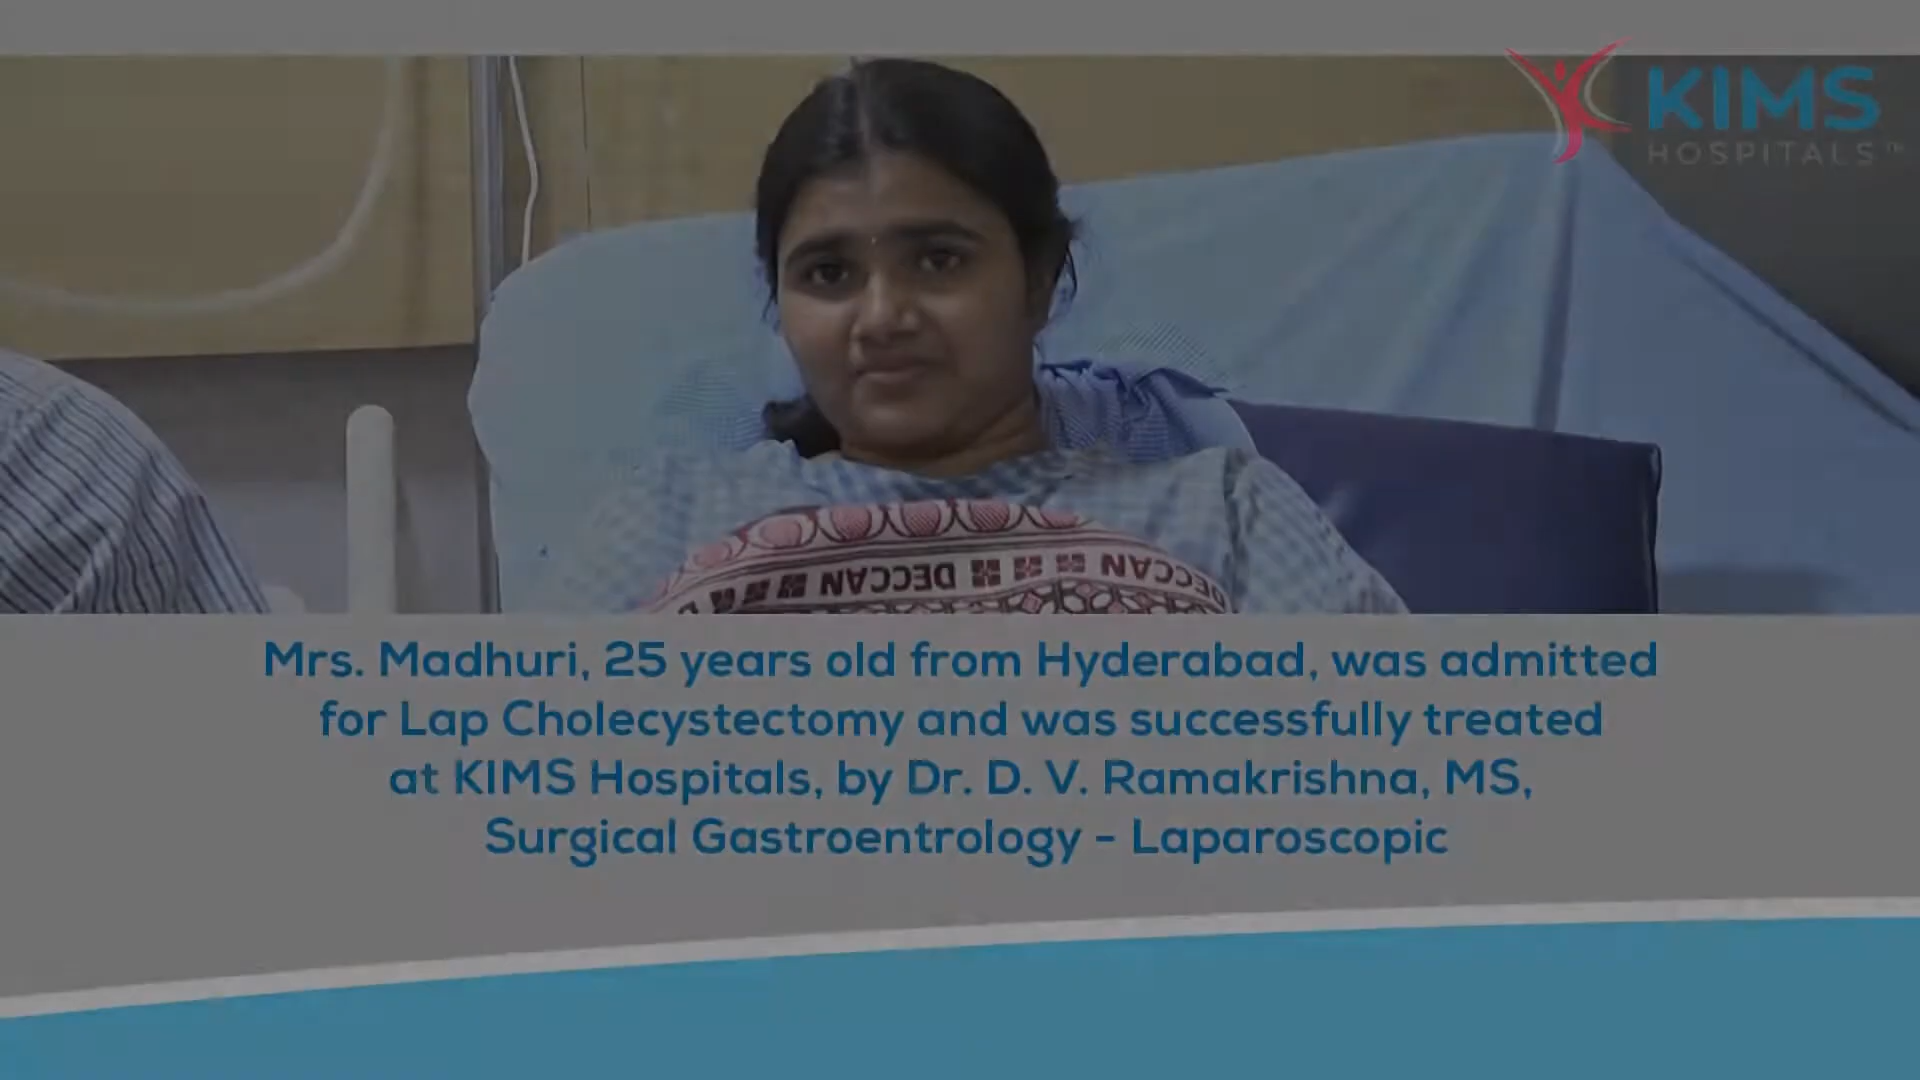 KIMS
HOSPITALS™
DECCAN
DECCAN
Mrs. Madhuri, 25 years old from Hyderabad, was admitted
for Lap Cholecystectomy and was successfully treated
at KIMS Hospitals, by Dr. D. V. Ramakrishna, MS,
Surgical Gastroentrology - Laparoscopic